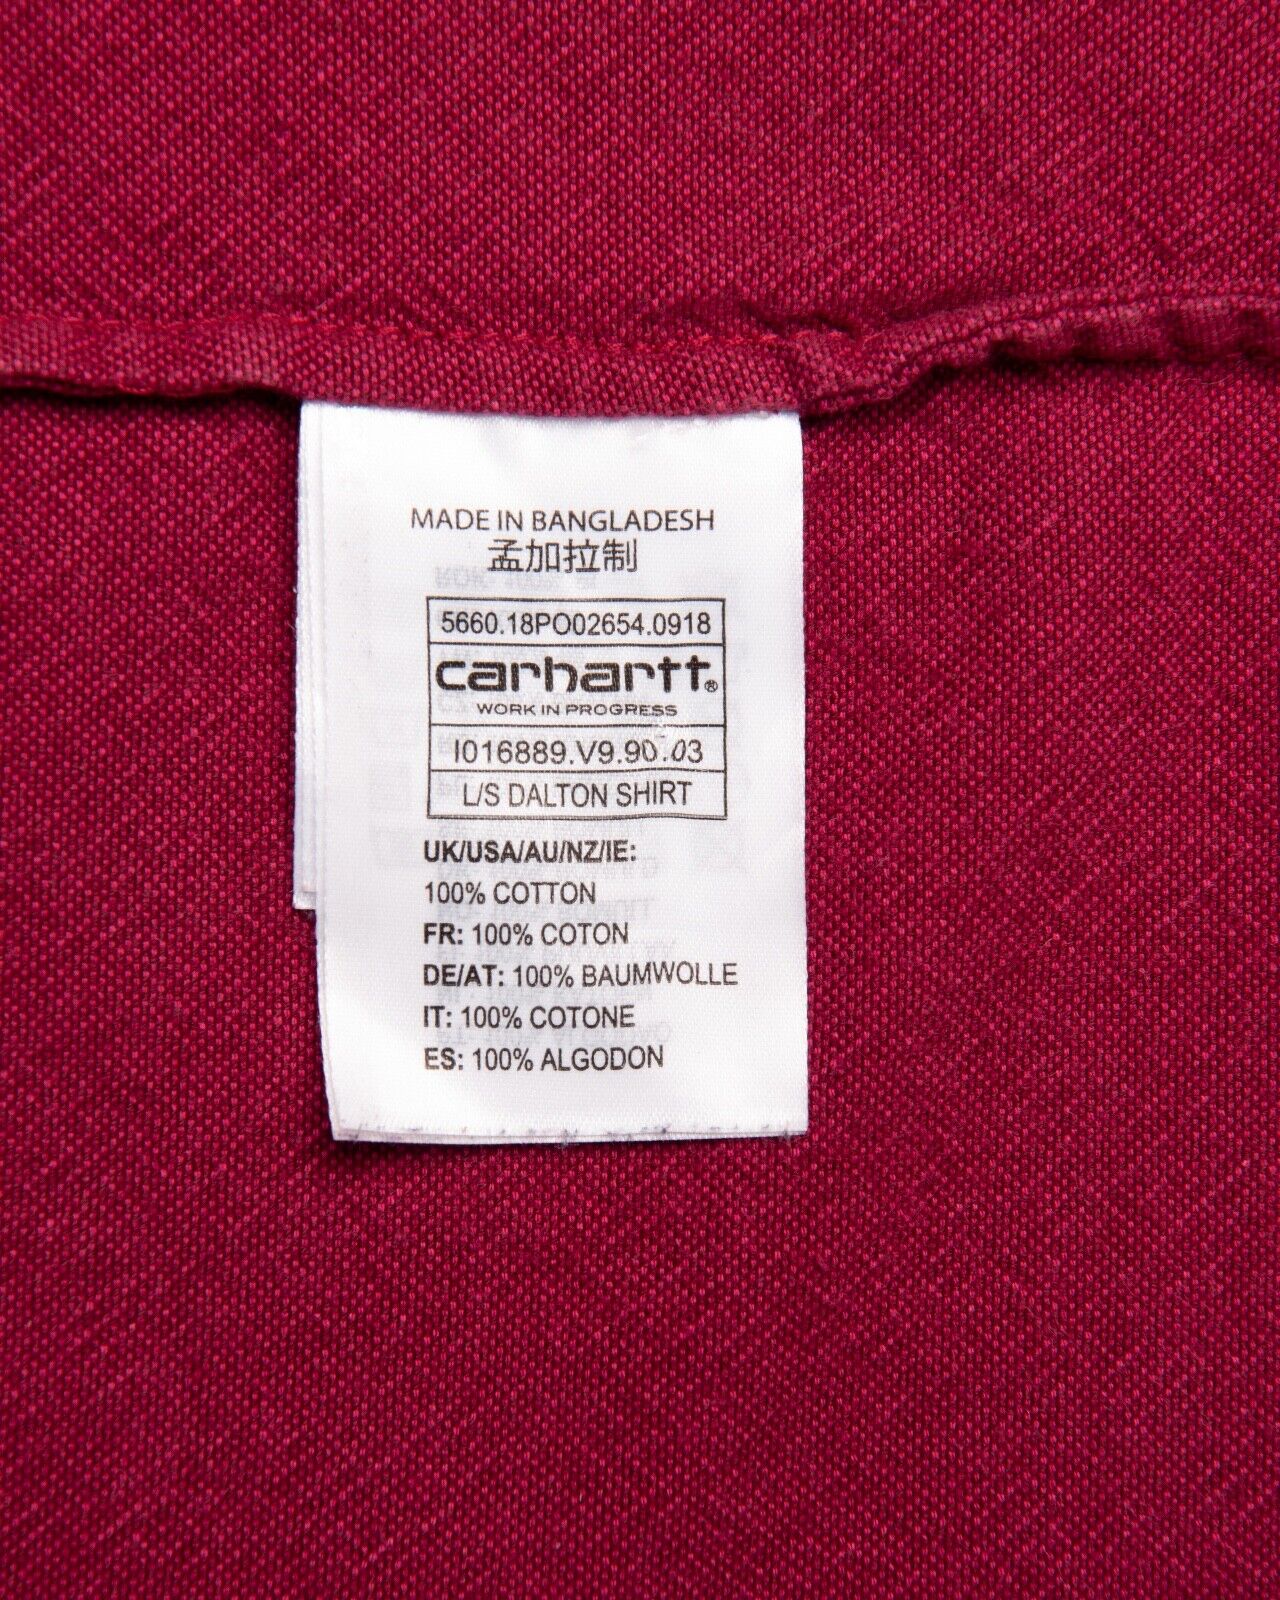 MADE IN BANGLADESH
孟加拉制
5660.18PO02654.0918
carhartt®
WORK IN PROGRESS
I016889.V9.90.03
L/S DALTON SHIRT
UK/USA/AU/NZ/IE:
100% COTTON
FR: 100% COTON
DE/AT: 100% BAUMWOLLE
IT: 100% COTONE
ES: 100% ALGODON